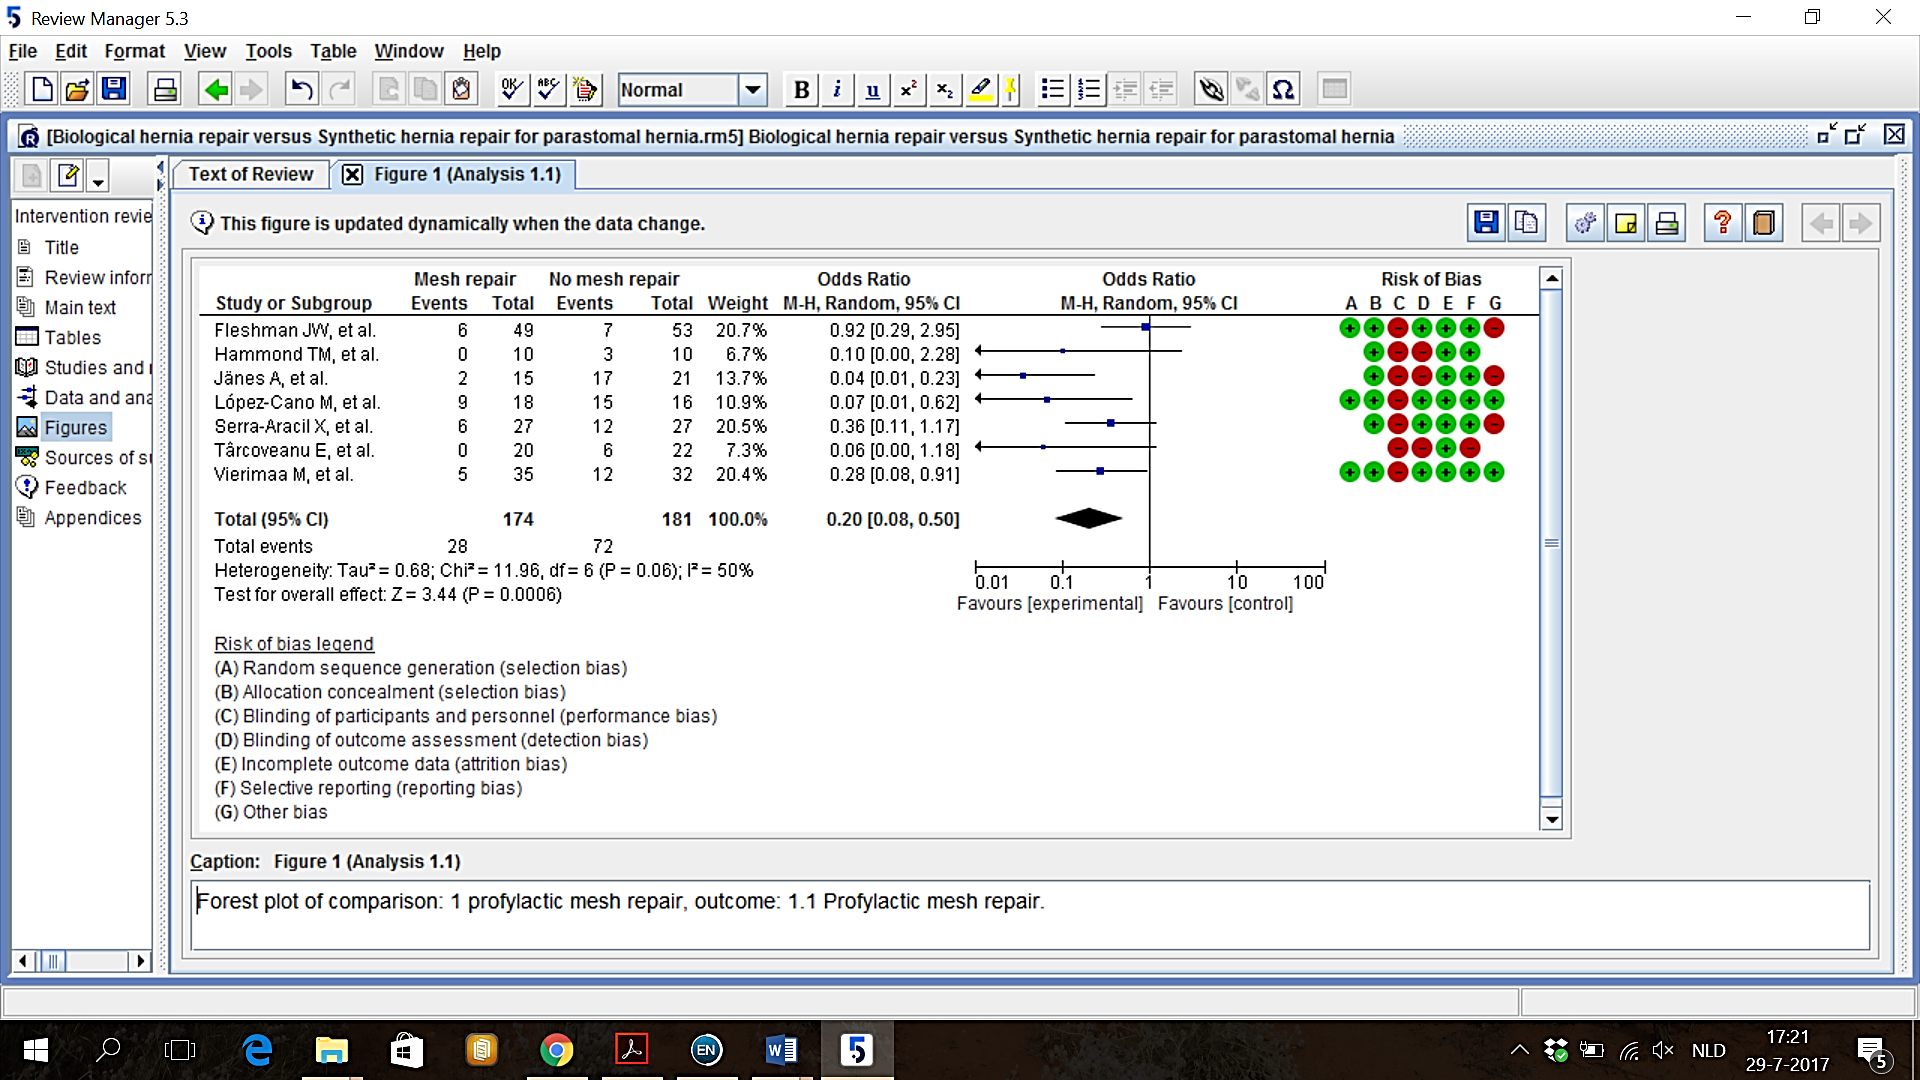 Review Manager 5.3
File Edit Format View Tools Table Window Help
Normal
[Biological hernia repair versus Synthetic hernia repair for parastomal hernia.rm5] Biological hernia repair versus Synthetic hernia repair for parastomal hernia
Text of Review Figure 1 (Analysis 1.1)
Intervention revie
Title
Review inforr
Main text
Tables
Studies and
Data and ana
Figures
Sources of s
Feedback
Appendices
This figure is updated dynamically when the data change.
Mesh repair No mesh repair Odds Ratio Odds Ratio Risk of Bias
Study or Subgroup Events Total Events Total Weight M-H, Random, 95% CI M-H, Random, 95% CI A B C D E F G
Fleshman JW, et al. 6 49 7 53 20.7% 0.92 [0.29, 2.95]
Hammond TM, et al. 0 10 3 10 6.7% 0.10 [0.00, 2.28]
Jänes A, et al. 2 15 17 21 13.7% 0.04 [0.01, 0.23]
López-Cano M, et al. 9 18 15 16 10.9% 0.07 [0.01, 0.62]
Serra-Aracil X, et al. 6 27 12 27 20.5% 0.36 [0.11, 1.17]
Târcoveanu E, et al. 0 20 6 22 7.3% 0.06 [0.00, 1.18]
Vierimaa M, et al. 5 35 12 32 20.4% 0.28 [0.08, 0.91]
Total (95% CI) 174 181 100.0% 0.20 [0.08, 0.50]
Total events 28 72
Heterogeneity: Tau² = 0.68; Chi² = 11.96, df = 6 (P = 0.06); I² = 50%
Test for overall effect: Z = 3.44 (P = 0.0006)
0.01 0.1 1 10 100
Favours [experimental] Favours [control]
Risk of bias legend
(A) Random sequence generation (selection bias)
(B) Allocation concealment (selection bias)
(C) Blinding of participants and personnel (performance bias)
(D) Blinding of outcome assessment (detection bias)
(E) Incomplete outcome data (attrition bias)
(F) Selective reporting (reporting bias)
(G) Other bias
Caption: Figure 1 (Analysis 1.1)
Forest plot of comparison: 1 profylactic mesh repair, outcome: 1.1 Profylactic mesh repair.
EN
NLD
17:21
29-7-2017
5